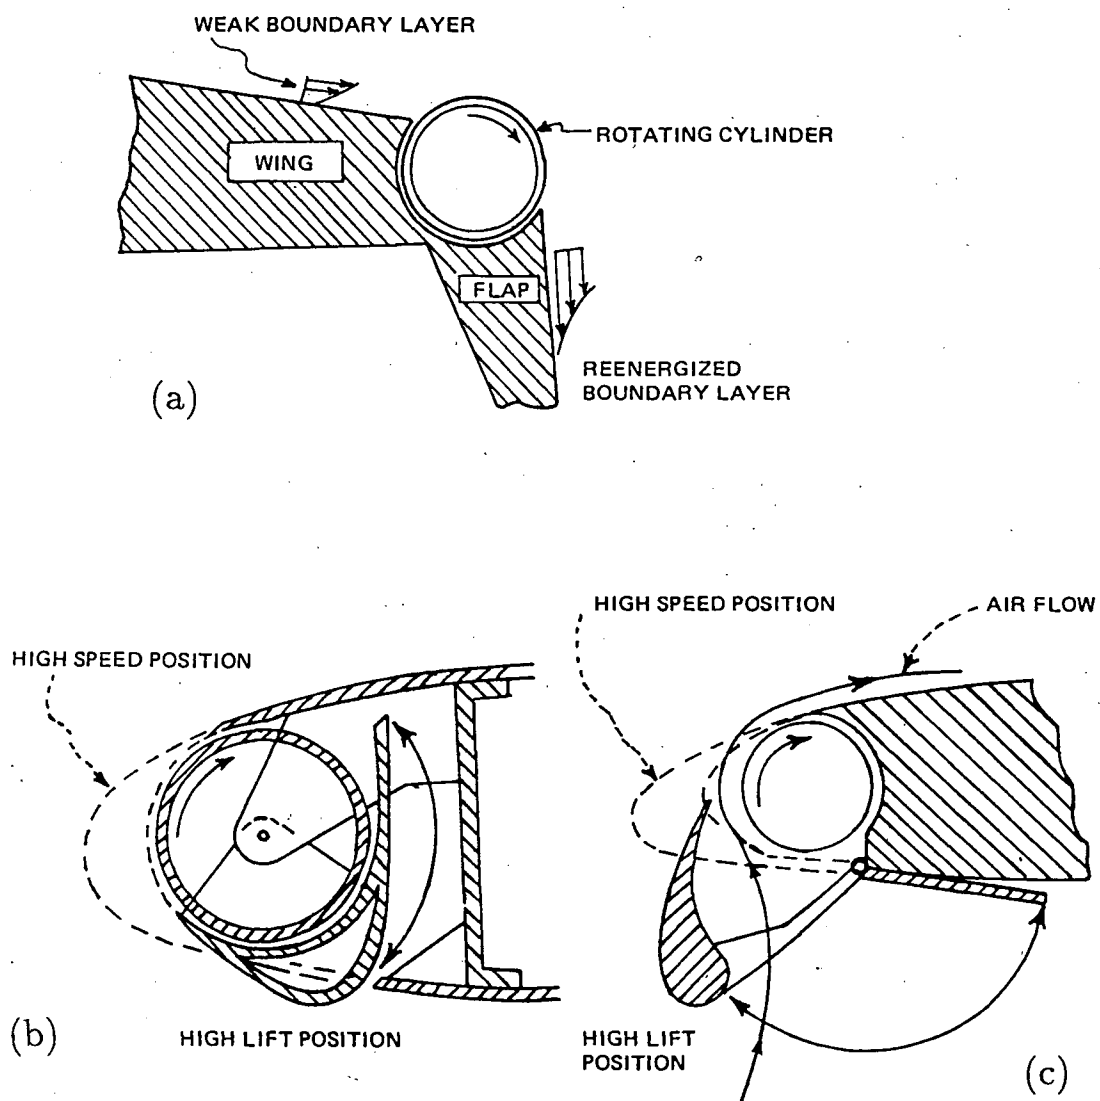 WEAK BOUNDARY LAYER
ROTATING CYLINDER
WING
FLAP
REENERGIZED
BOUNDARY LAYER
(a)
HIGH SPEED POSITION
HIGH LIFT POSITION
(b)
HIGH SPEED POSITION
AIR FLOW
HIGH LIFT
POSITION
(c)